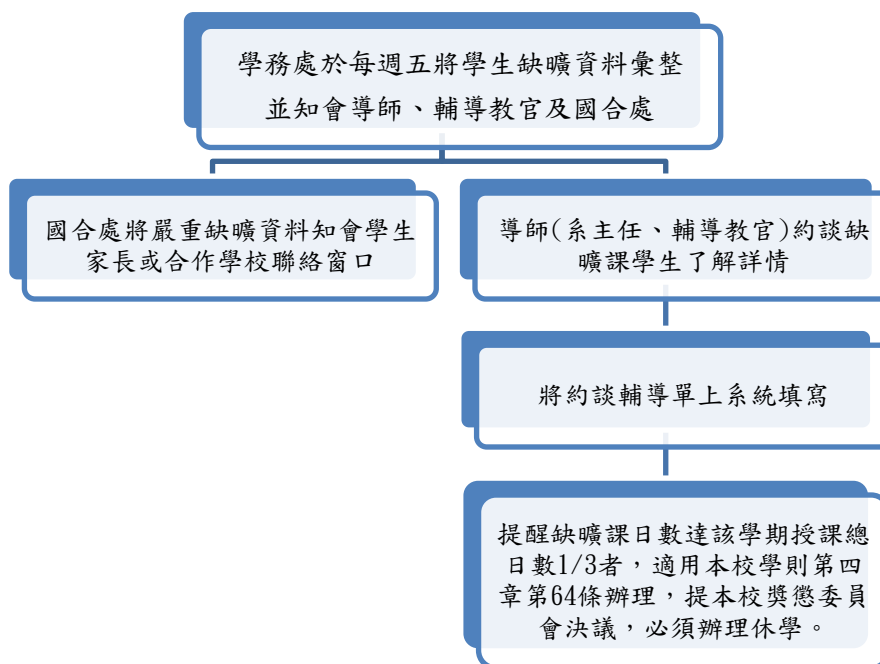 學務處於每週五將學生缺曠資料彙整
並知會導師、輔導教官及國合處
國合處將嚴重缺曠資料知會學生
家長或合作學校聯絡窗口
導師(系主任、輔導教官)約談缺
曠課學生了解詳情
將約談輔導單上系統填寫
提醒缺曠課日數達該學期授課總
日數1/3者，適用本校學則第四
章第64條辦理，提本校獎懲委員
會決議，必須辦理休學。